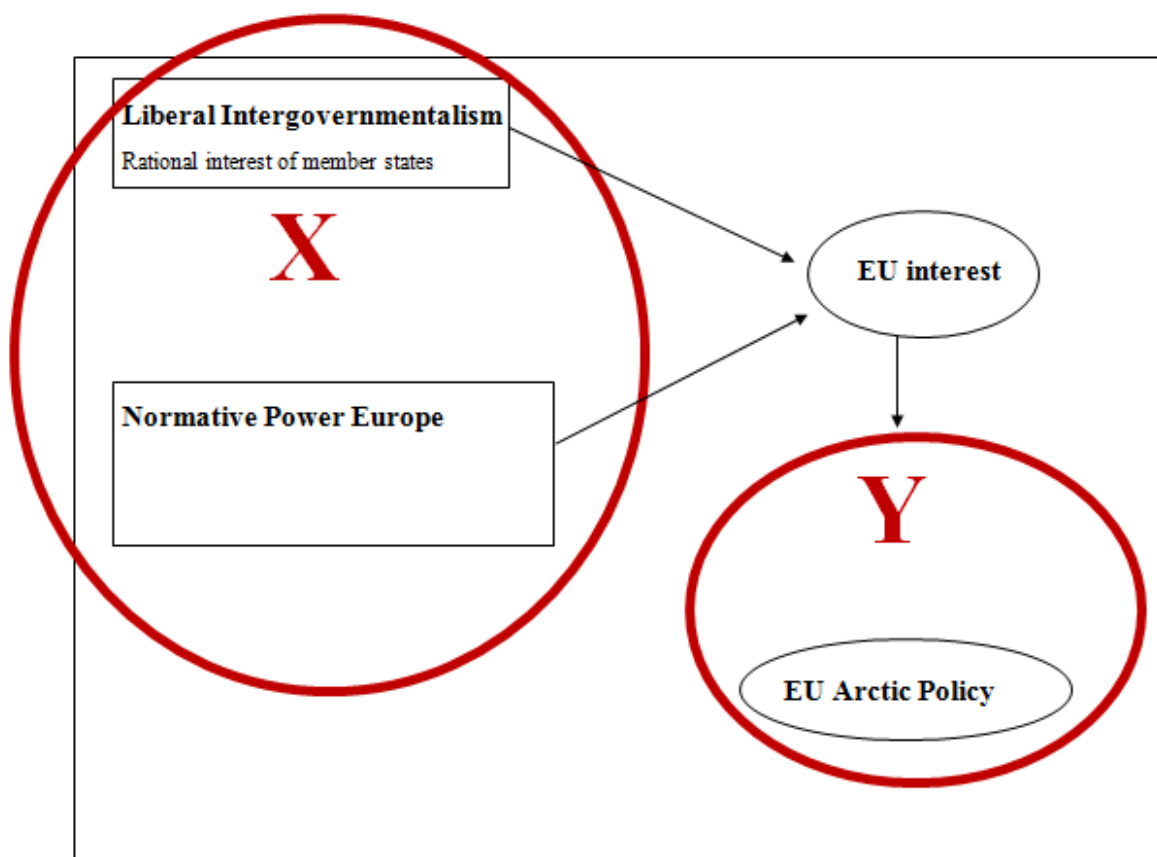 Liberal Intergovernmentalism
Rational interest of member states
X
EU interest
Normative Power Europe
Y
EU Arctic Policy